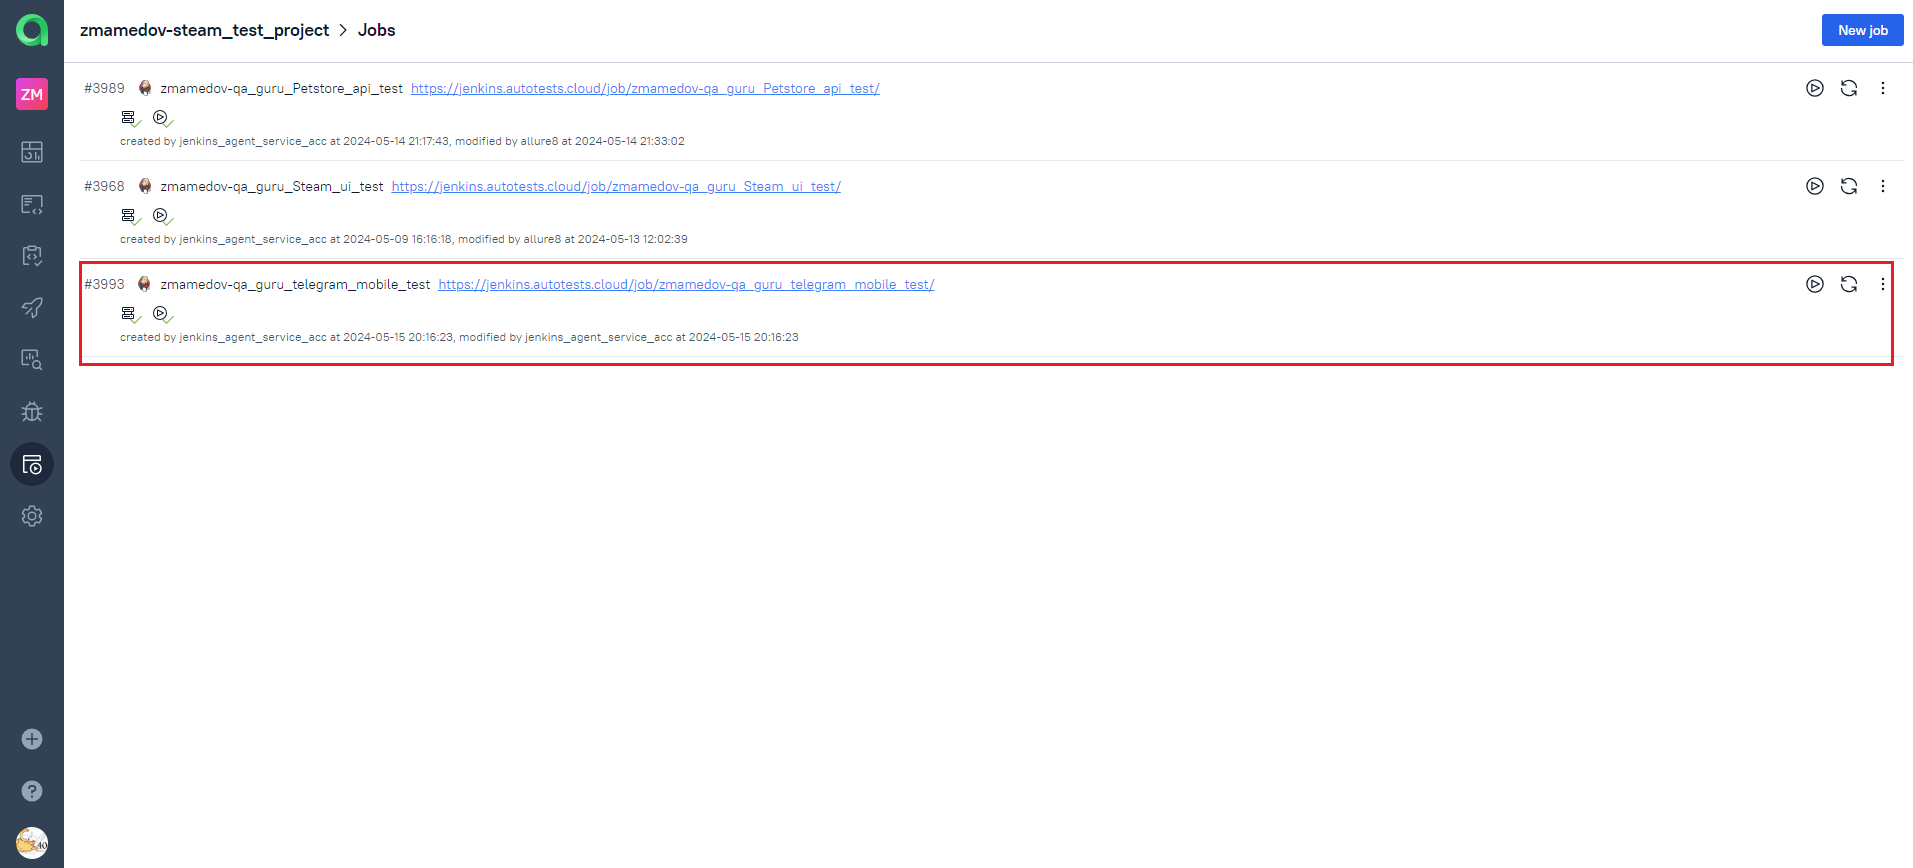 zmamedov-steam_test_project > Jobs
New job
ZM
#3989 zmamedov-qa_guru_Petstore_api_test https://jenkins.autotests.cloud/job/zmamedov-qa_guru_Petstore_api_test/
created by jenkins_agent_service_acc at 2024-05-14 21:17:43, modified by allure8 at 2024-05-14 21:33:02
#3968 zmamedov-qa_guru_Steam_ui_test https://jenkins.autotests.cloud/job/zmamedov-qa_guru_Steam_ui_test/
created by jenkins_agent_service_acc at 2024-05-09 16:16:18, modified by allure8 at 2024-05-13 12:02:39
#3993 zmamedov-qa_guru_telegram_mobile_test https://jenkins.autotests.cloud/job/zmamedov-qa_guru_telegram_mobile_test/
created by jenkins_agent_service_acc at 2024-05-15 20:16:23, modified by jenkins_agent_service_acc at 2024-05-15 20:16:23